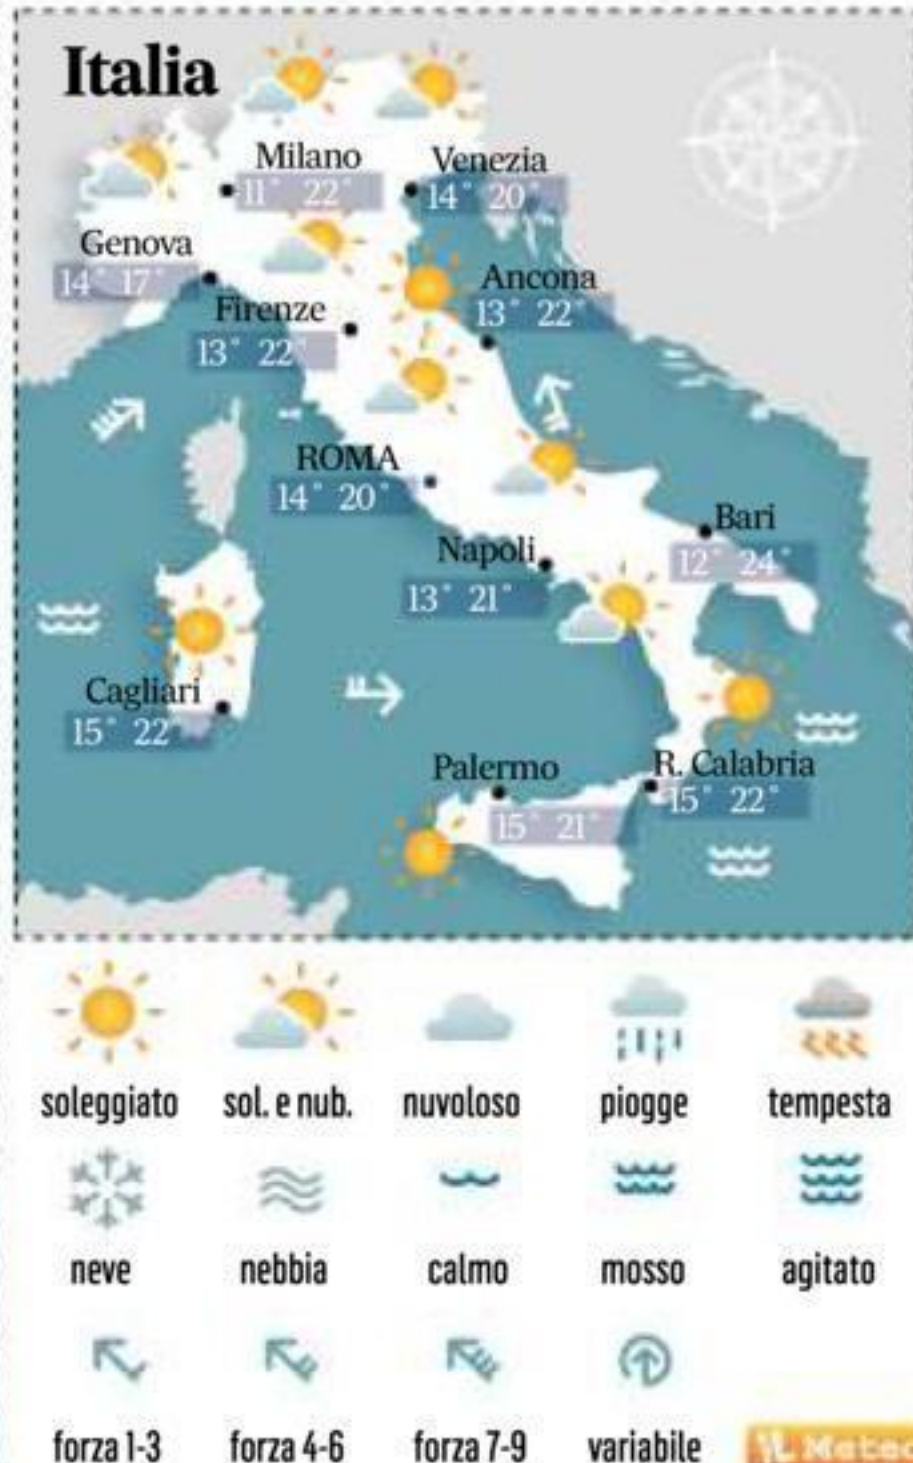 Italia
Milano
11° 22°
Venezia
14° 20°
Genova
14° 17°
Ancona
13° 22°
Firenze
13° 22°
ROMA
14° 20°
Bari
12° 24°
Napoli
13° 21°
Cagliari
15° 22°
Palermo
15° 21°
R. Calabria
15° 22°
soleggiato sol. e nub. nuvoloso piogge tempesta
neve nebbia calmo mosso agitato
forza 1-3 forza 4-6 forza 7-9 variabile